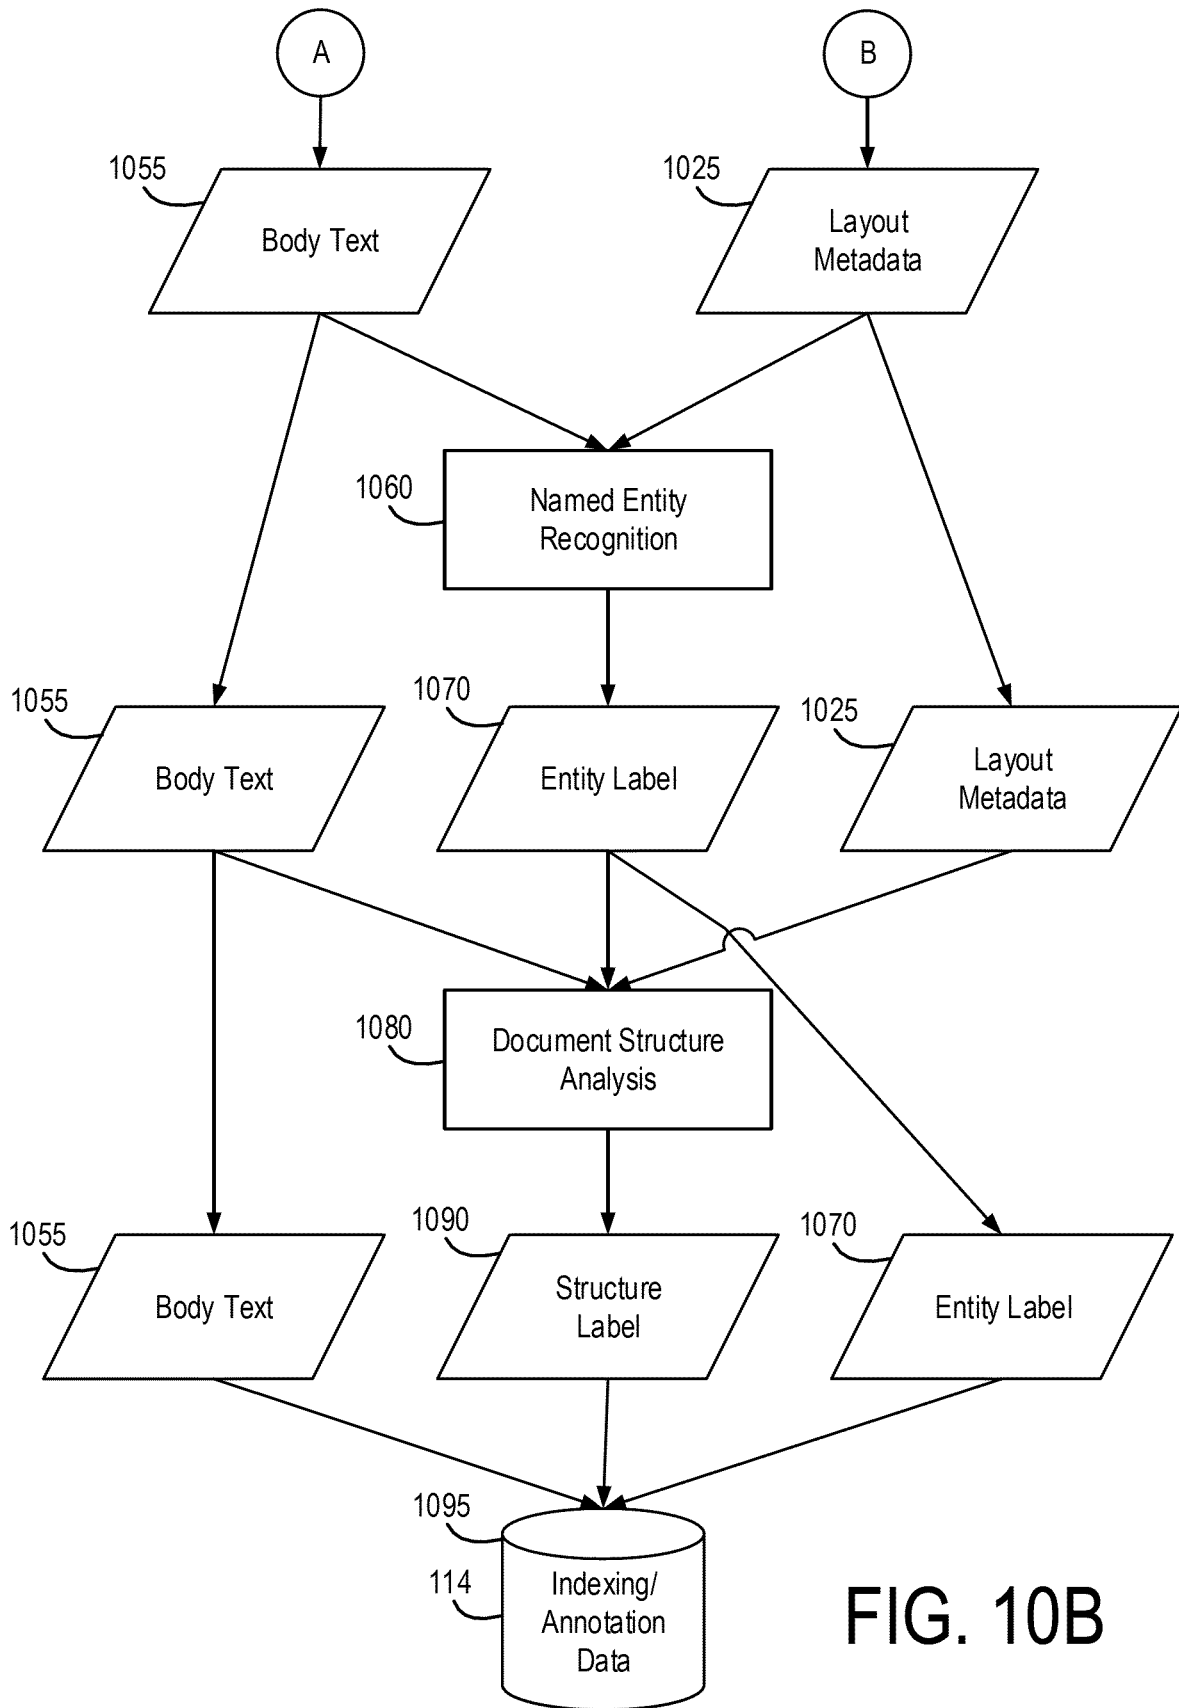 A
B
1055
Body Text
1025
Layout
Metadata
1060
Named Entity
Recognition
1055
Body Text
1070
Entity Label
1025
Layout
Metadata
1080
Document Structure
Analysis
1055
Body Text
1090
Structure
Label
1070
Entity Label
1095
114
Indexing/
Annotation
Data
FIG. 10B